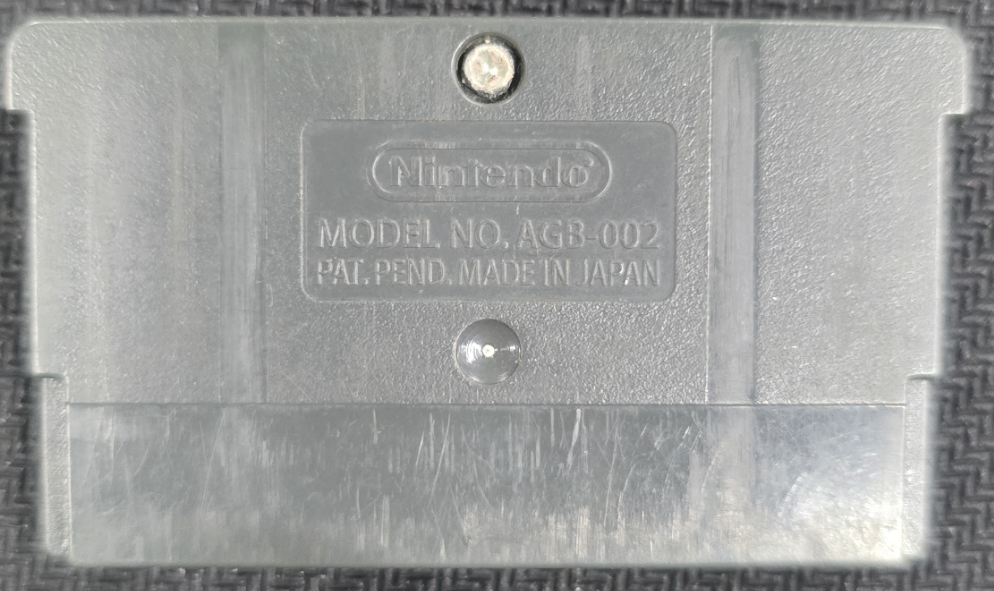 Nintendo
MODEL NO. AGB-002
PAT. PEND. MADE IN JAPAN